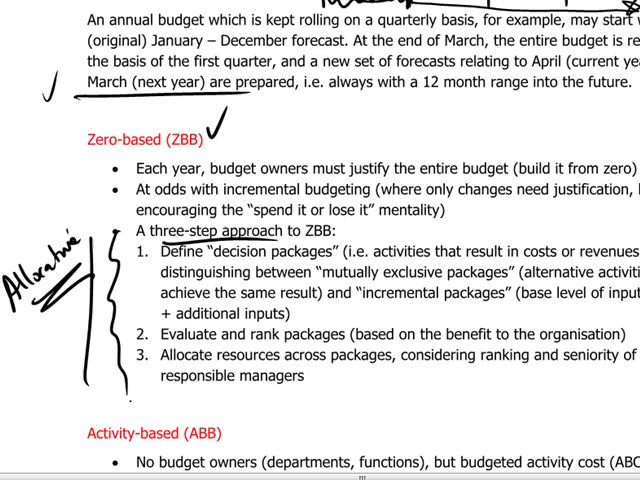 An annual budget which is kept rolling on a quarterly basis, for example, may start
(original) January – December forecast. At the end of March, the entire budget is re
the basis of the first quarter, and a new set of forecasts relating to April (current ye
March (next year) are prepared, i.e. always with a 12 month range into the future.
Zero-based (ZBB)
• Each year, budget owners must justify the entire budget (build it from zero)
• At odds with incremental budgeting (where only changes need justification,
encouraging the “spend it or lose it” mentality)
• A three-step approach to ZBB:
Allocative
1. Define “decision packages” (i.e. activities that result in costs or revenues
distinguishing between “mutually exclusive packages” (alternative activiti
achieve the same result) and “incremental packages” (base level of input
+ additional inputs)
2. Evaluate and rank packages (based on the benefit to the organisation)
3. Allocate resources across packages, considering ranking and seniority of
responsible managers
Activity-based (ABB)
• No budget owners (departments, functions), but budgeted activity cost (ABC